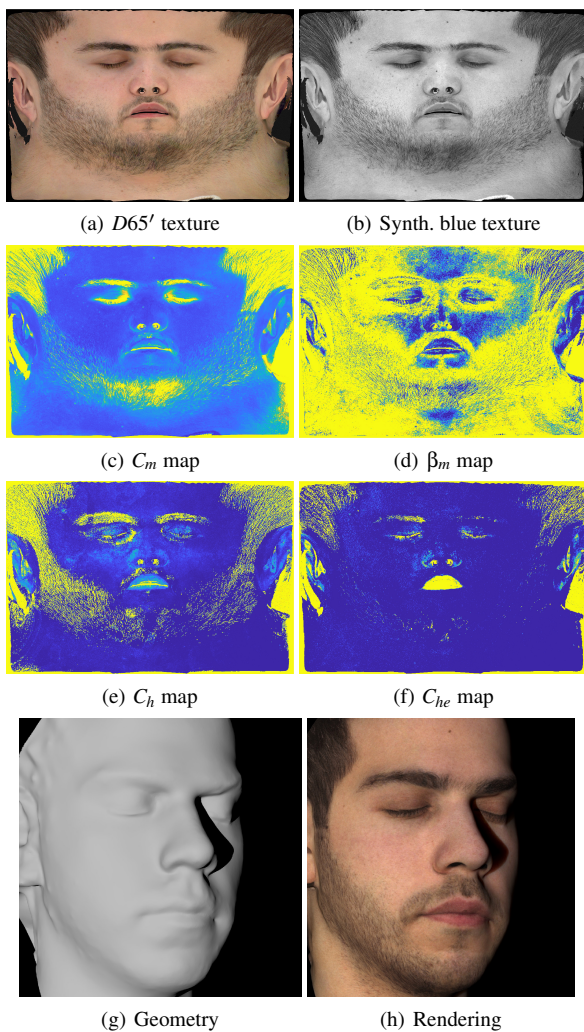 (a) D65′ texture
(b) Synth. blue texture
(c) Cm map
(d) βm map
(e) Ch map
(f) Che map
(g) Geometry
(h) Rendering